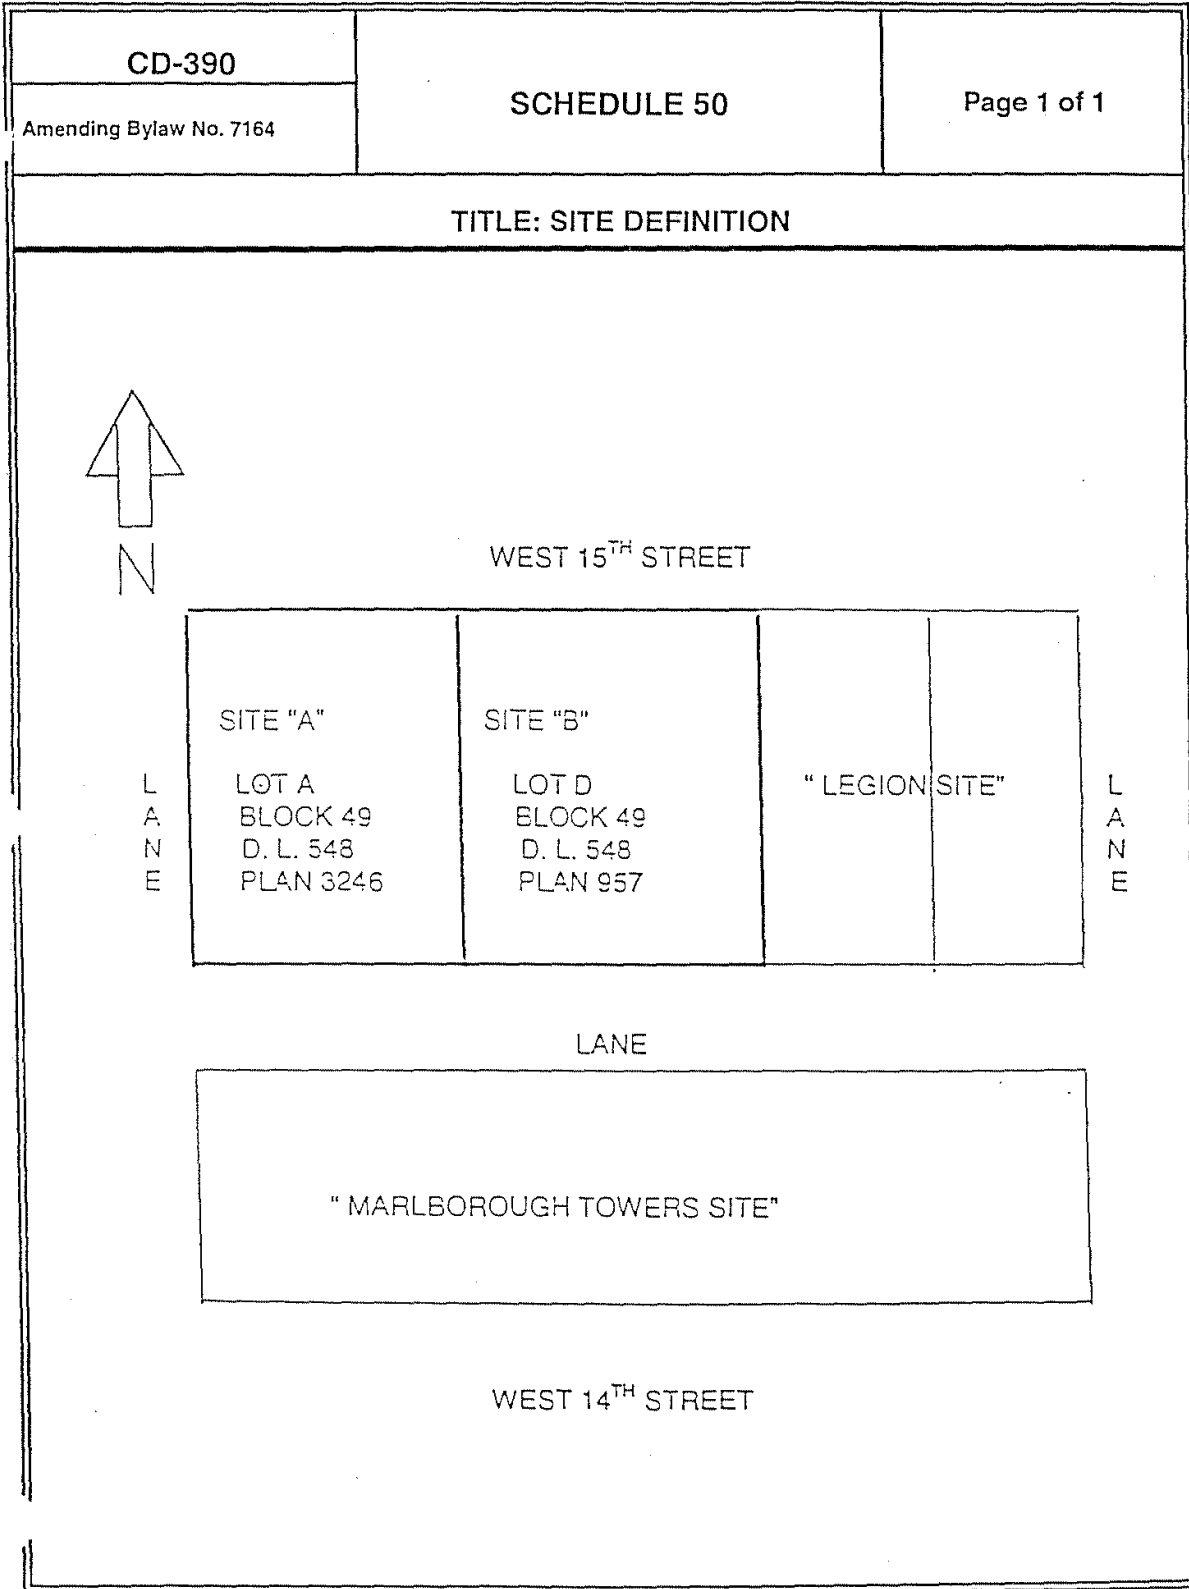 CD-390
Amending Bylaw No. 7164
SCHEDULE 50
Page 1 of 1
TITLE: SITE DEFINITION
N
WEST 15TH STREET
SITE "A"
LOT A
BLOCK 49
D. L. 548
PLAN 3246
SITE "B"
LOT D
BLOCK 49
D. L. 548
PLAN 957
" LEGION SITE"
LANE
LANE
LANE
" MARLBOROUGH TOWERS SITE"
WEST 14TH STREET